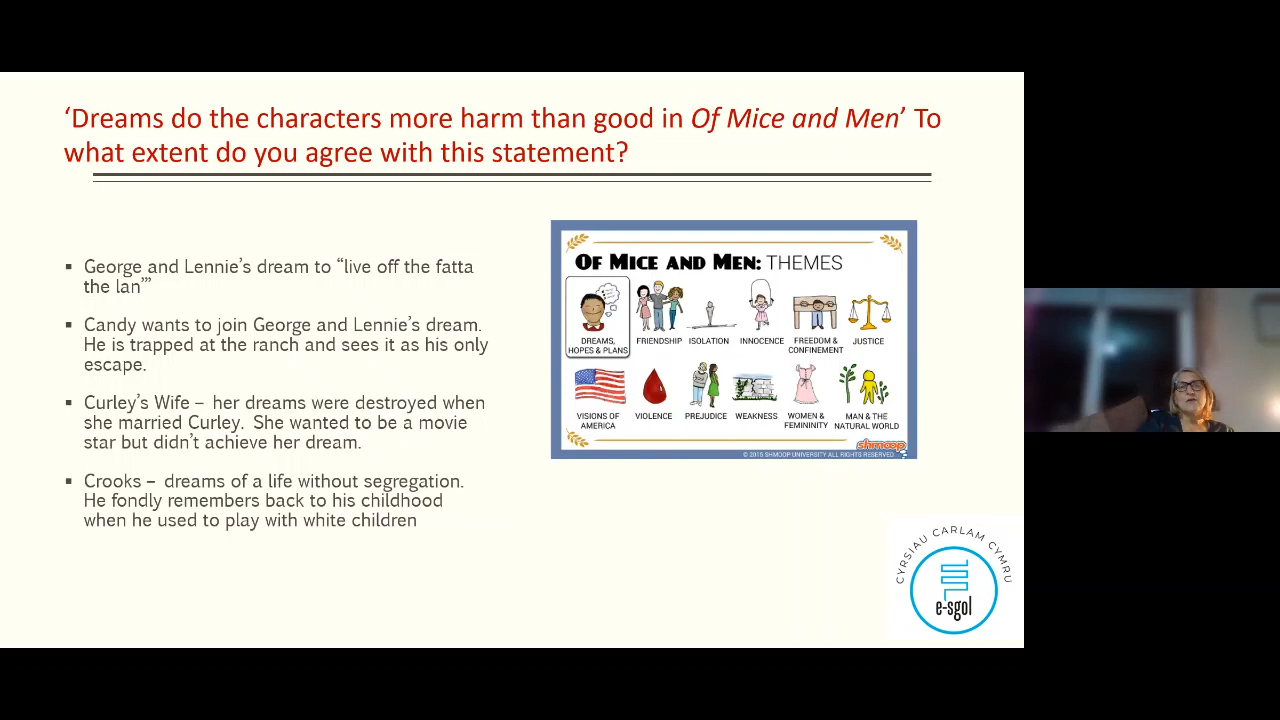 ‘Dreams do the characters more harm than good in Of Mice and Men’ To
what extent do you agree with this statement?
▪ George and Lennie’s dream to “live off the fatta
the lan’”
▪ Candy wants to join George and Lennie’s dream.
He is trapped at the ranch and sees it as his only
escape.
▪ Curley’s Wife – her dreams were destroyed when
she married Curley. She wanted to be a movie
star but didn’t achieve her dream.
▪ Crooks – dreams of a life without segregation.
He fondly remembers back to his childhood
when he used to play with white children
OF MICE AND MEN: THEMES
DREAMS,
HOPES & PLANS
FRIENDSHIP
ISOLATION
INNOCENCE
FREEDOM &
CONFINEMENT
JUSTICE
VISIONS OF
AMERICA
VIOLENCE
PREJUDICE
WEAKNESS
WOMEN &
FEMININITY
MAN & THE
NATURAL WORLD
shmoop
© 2015 SHMOOP UNIVERSITY ALL RIGHTS RESERVED
CYRSIAU CARLAM CYMRU
e-sgol